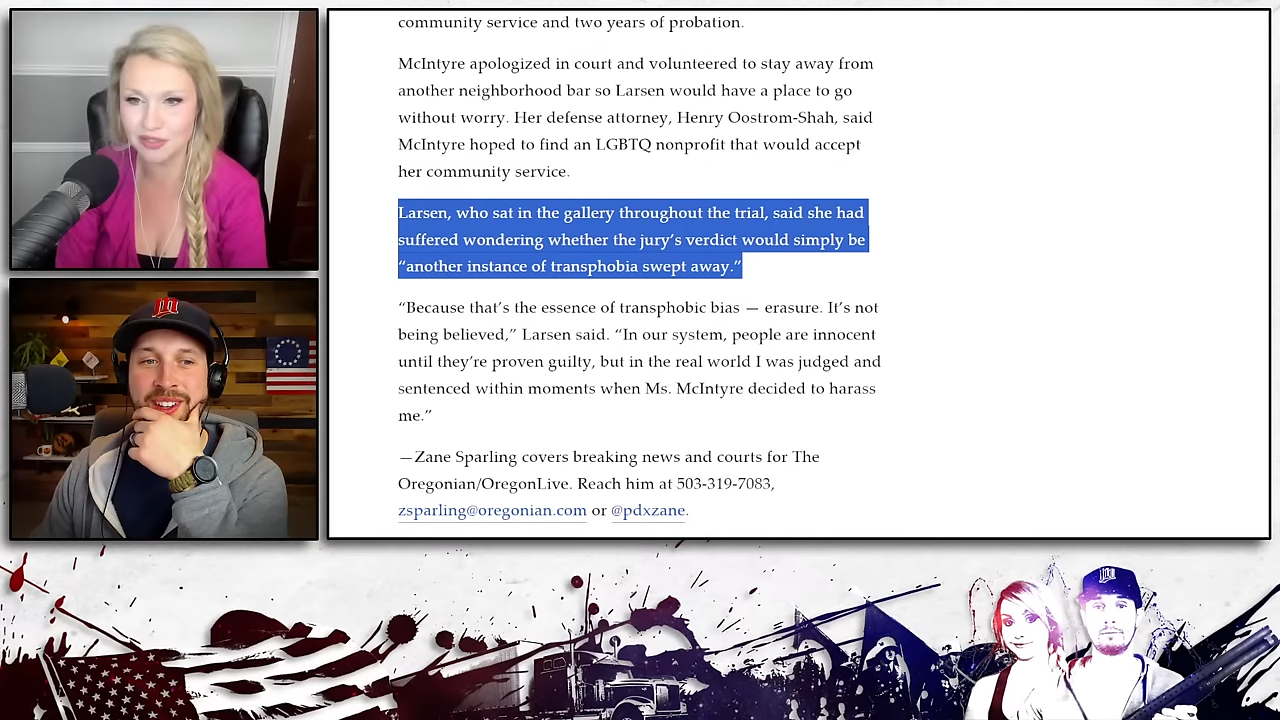 community service and two years of probation.
McIntyre apologized in court and volunteered to stay away from
another neighborhood bar so Larsen would have a place to go
without worry. Her defense attorney, Henry Oostrom-Shah, said
McIntyre hoped to find an LGBTQ nonprofit that would accept
her community service.
Larsen, who sat in the gallery throughout the trial, said she had
suffered wondering whether the jury’s verdict would simply be
“another instance of transphobia swept away.”
“Because that’s the essence of transphobic bias — erasure. It’s not
being believed,” Larsen said. “In our system, people are innocent
until they’re proven guilty, but in the real world I was judged and
sentenced within moments when Ms. McIntyre decided to harass
me.”
—Zane Sparling covers breaking news and courts for The
Oregonian/OregonLive. Reach him at 503-319-7083,
zsparling@oregonian.com or @pdxzane.